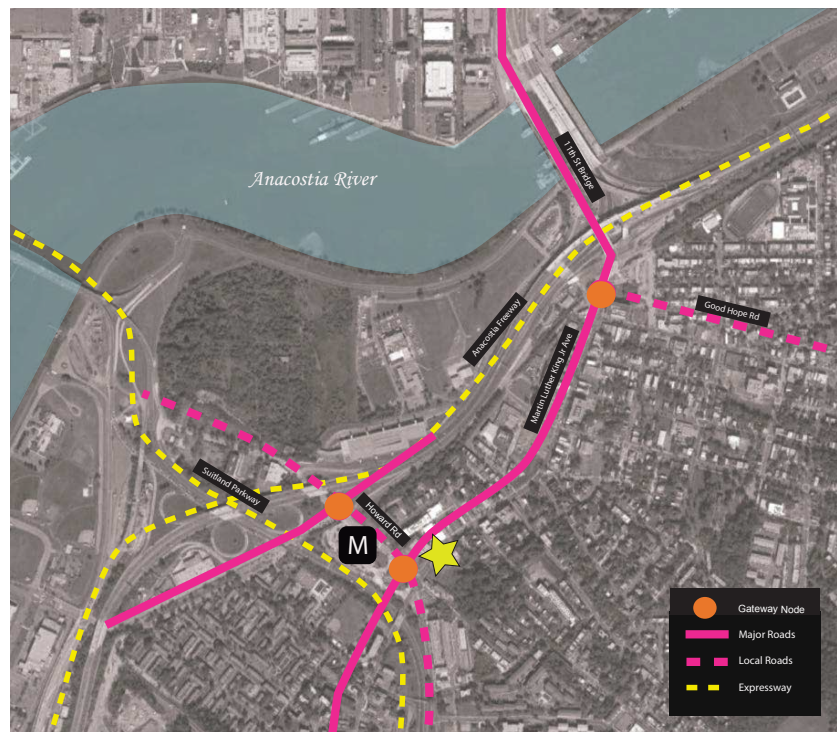 11th St Bridge
Anacostia River
Good Hope Rd
Anacostia Freeway
Martin Luther King Jr Ave
Suitland Parkway
Howard Rd
M
Gateway Node
Major Roads
Local Roads
Expressway